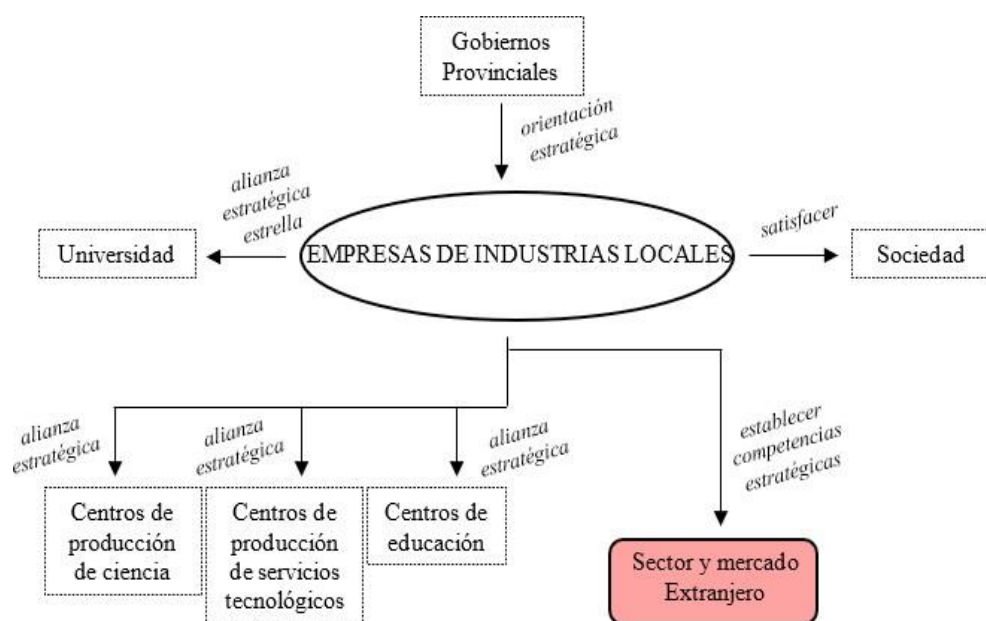 Gobiernos
Provinciales
orientación
estratégica
alianza
estratégica
estrella
satisfacer
Universidad
EMPRESAS DE INDUSTRIAS LOCALES
Sociedad
alianza
estratégica
alianza
estratégica
alianza
estratégica
establecer
competencias
estratégicas
Centros de
producción
de ciencia
Centros de
producción
de servicios
tecnológicos
Centros de
educación
Sector y mercado
Extranjero